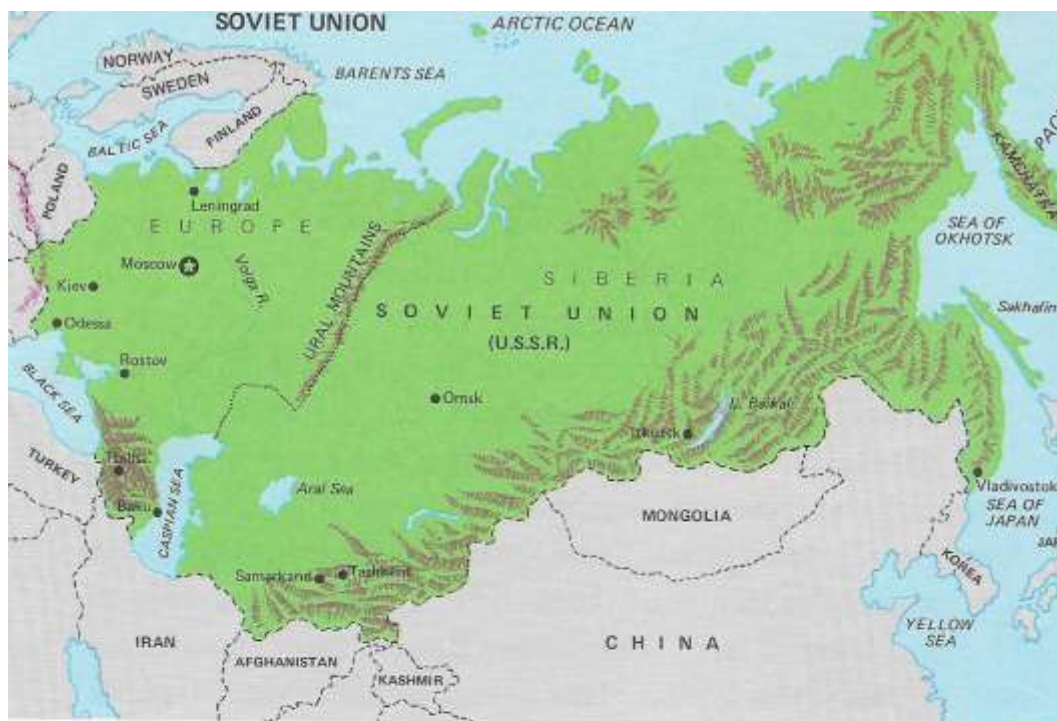 SOVIET UNION
ARCTIC OCEAN
NORWAY
SWEDEN
BARENTS SEA
FINLAND
BALTIC SEA
POLAND
Leningrad
EUROPE
KAMCHATKA
SEA OF
OKHOTSK
Moscow
Volga R.
URAL MOUNTAINS
SIBERIA
Kiev
SOVIET UNION
(U.S.S.R.)
Sakhalin
Odessa
Rostov
BLACK SEA
Omsk
L. Baikal
Irkutsk
TURKEY
CASPIAN SEA
Baku
Aral Sea
MONGOLIA
Vladivostok
SEA OF
JAPAN
KOREA
Samarkand
Tashkent
YELLOW
SEA
IRAN
AFGHANISTAN
KASHMIR
CHINA